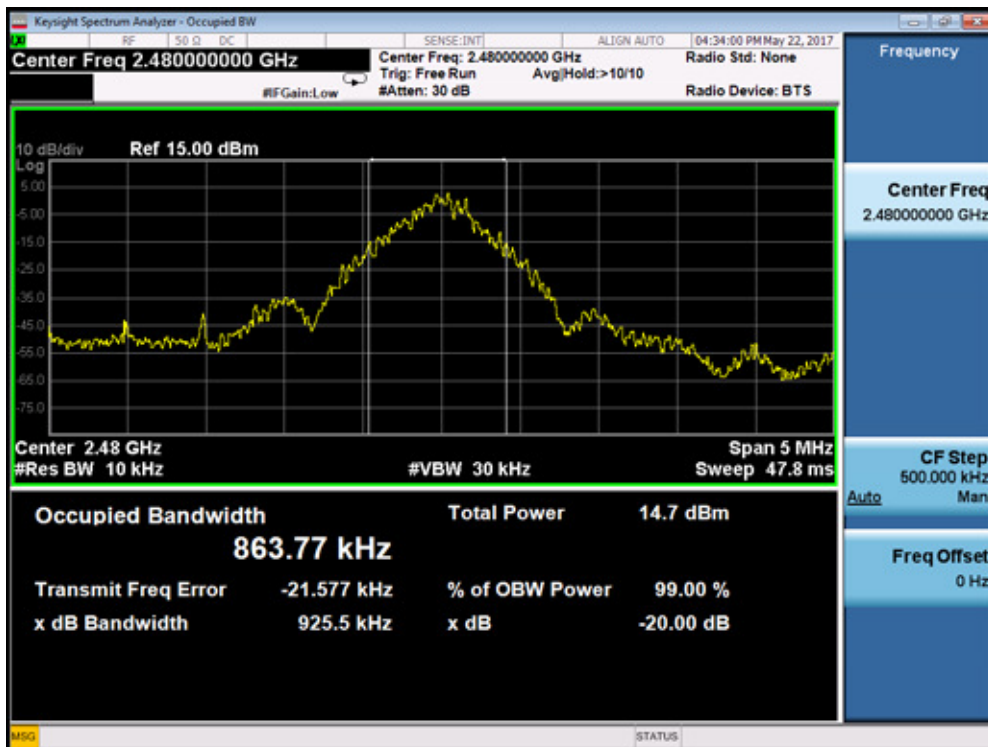 Keysight Spectrum Analyzer - Occupied BW
LXI RF 50 Ω DC SENSE:INT ALIGN AUTO 04:34:00 PM May 22, 2017
Center Freq 2.480000000 GHz
Center Freq: 2.480000000 GHz
Radio Std: None
Trig: Free Run Avg|Hold:>10/10
#IFGain:Low
#Atten: 30 dB
Radio Device: BTS
10 dB/div Ref 15.00 dBm
Log
5.00
-5.00
-15.0
-25.0
-35.0
-45.0
-55.0
-65.0
-75.0
Center 2.48 GHz
Span 5 MHz
#Res BW 10 kHz
#VBW 30 kHz
Sweep 47.8 ms
Occupied Bandwidth
Total Power 14.7 dBm
863.77 kHz
Transmit Freq Error -21.577 kHz
% of OBW Power 99.00 %
x dB Bandwidth 925.5 kHz
x dB -20.00 dB
Frequency
Center Freq
2.480000000 GHz
CF Step
500.000 kHz
Auto Man
Freq Offset
0 Hz
MSG
STATUS